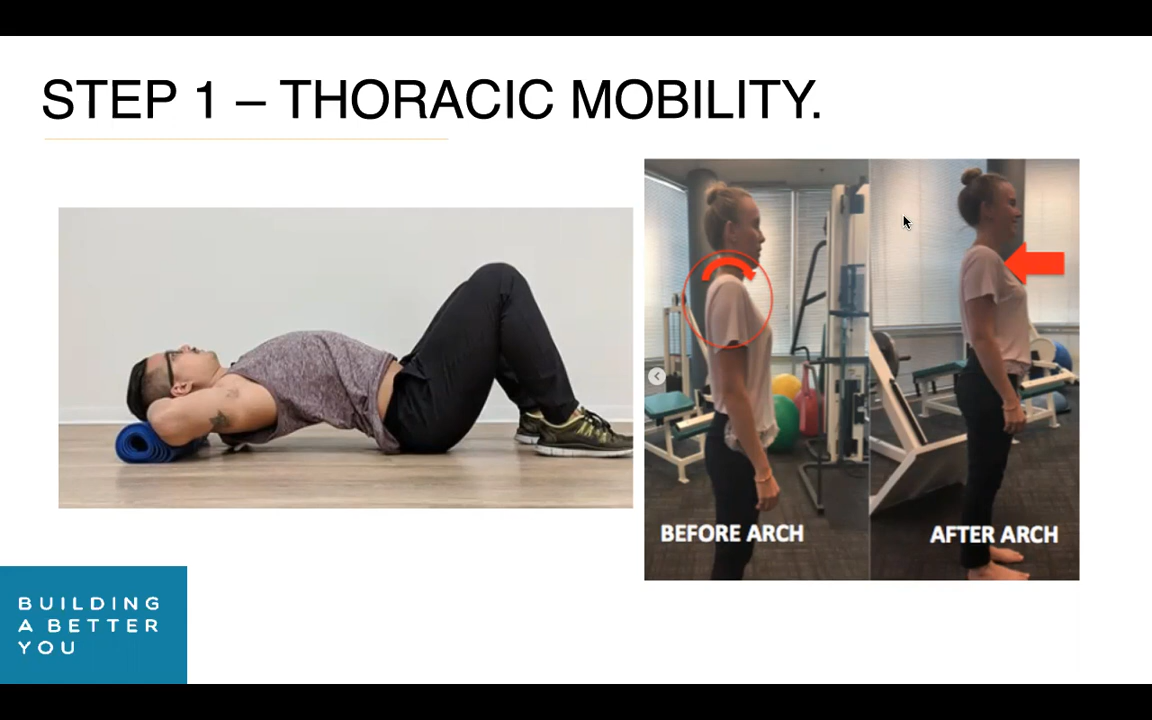 STEP 1 – THORACIC MOBILITY.
BEFORE ARCH
AFTER ARCH
BUILDING
A BETTER
YOU